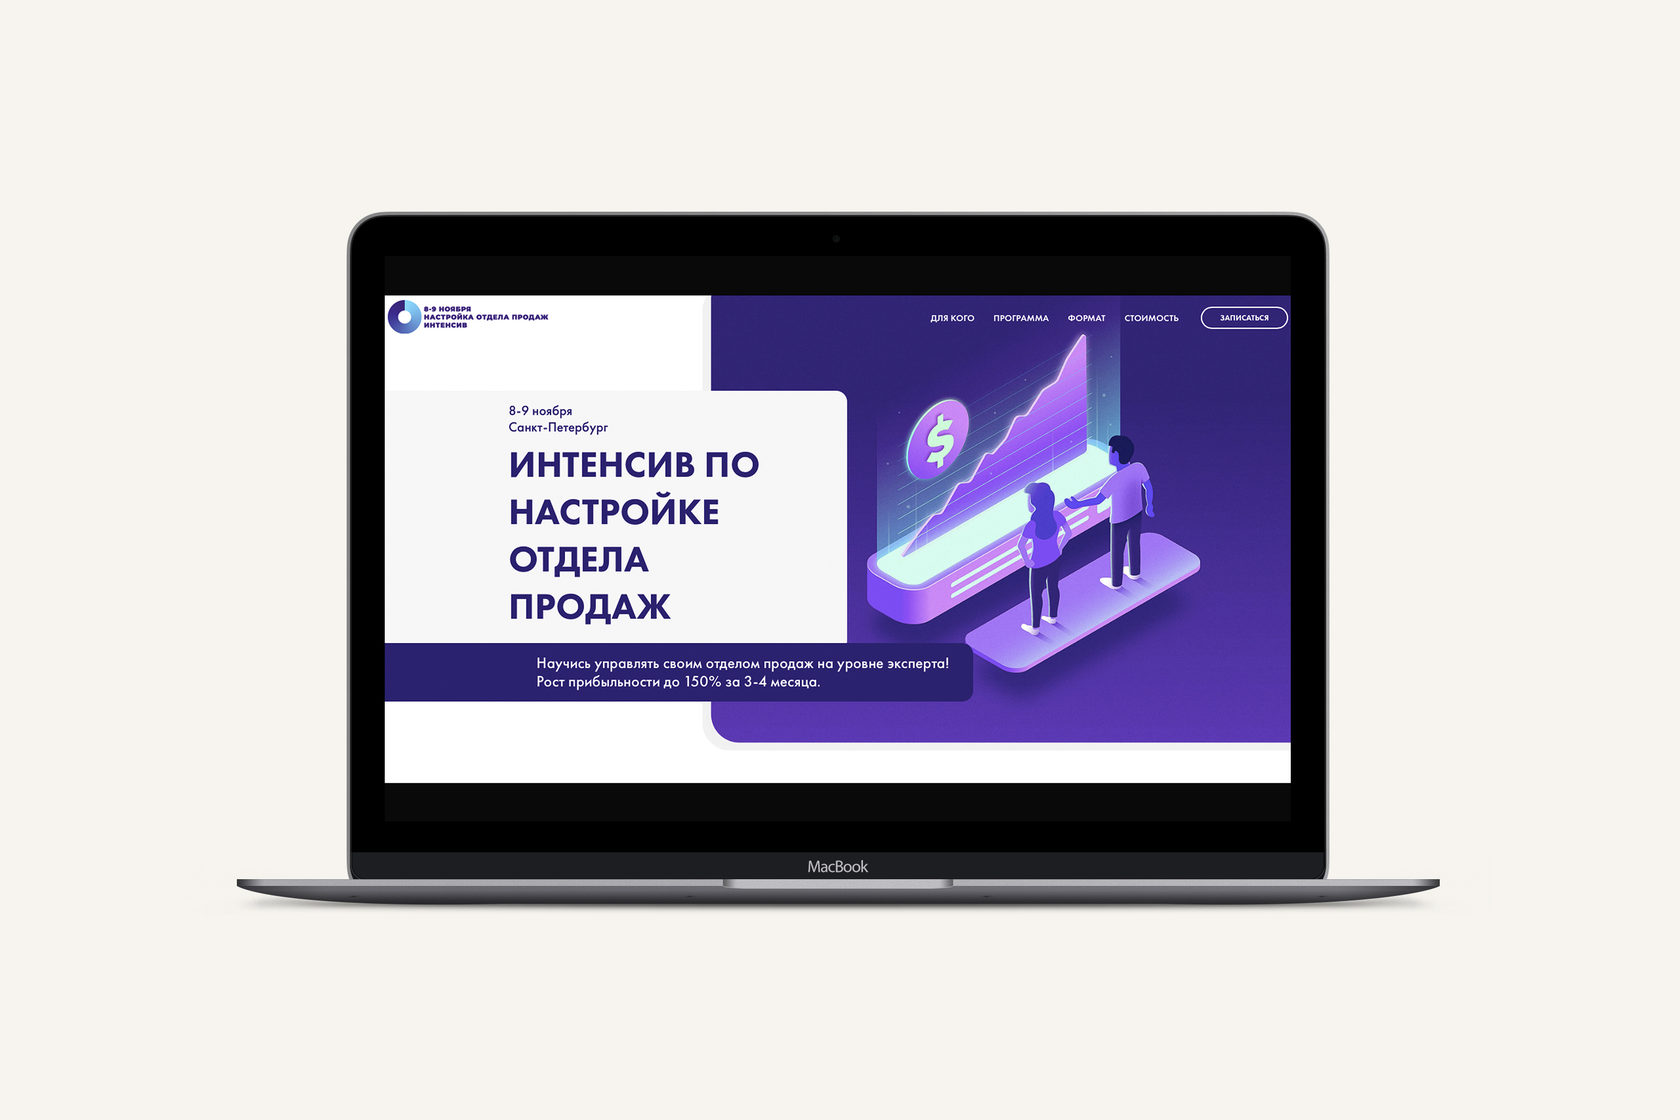 8-9 НОЯБРЯ
НАСТРОЙКА ОТДЕЛА ПРОДАЖ
ИНТЕНСИВ
ДЛЯ КОГО ПРОГРАММА ФОРМАТ СТОИМОСТЬ ЗАПИСАТЬСЯ
8-9 ноября
Санкт-Петербург
ИНТЕНСИВ ПО
НАСТРОЙКЕ
ОТДЕЛА
ПРОДАЖ
$
Научись управлять своим отделом продаж на уровне эксперта!
Рост прибыльности до 150% за 3-4 месяца.
MacBook